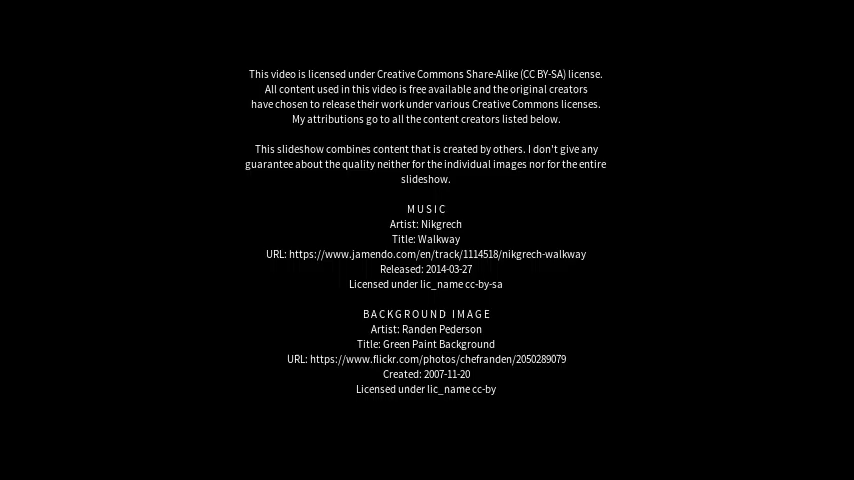 This video is licensed under Creative Commons Share-Alike (CC BY-SA) license.
All content used in this video is free available and the original creators
have chosen to release their work under various Creative Commons licenses.
My attributions go to all the content creators listed below.
This slideshow combines content that is created by others. I don't give any
guarantee about the quality neither for the individual images nor for the entire
slideshow.
MUSIC
Artist: Nikgrech
Title: Walkway
URL: https://www.jamendo.com/en/track/1114518/nikgrech-walkway
Released: 2014-03-27
Licensed under lic_name cc-by-sa
BACKGROUND IMAGE
Artist: Randen Pederson
Title: Green Paint Background
URL: https://www.flickr.com/photos/chefranden/2050289079
Created: 2007-11-20
Licensed under lic_name cc-by